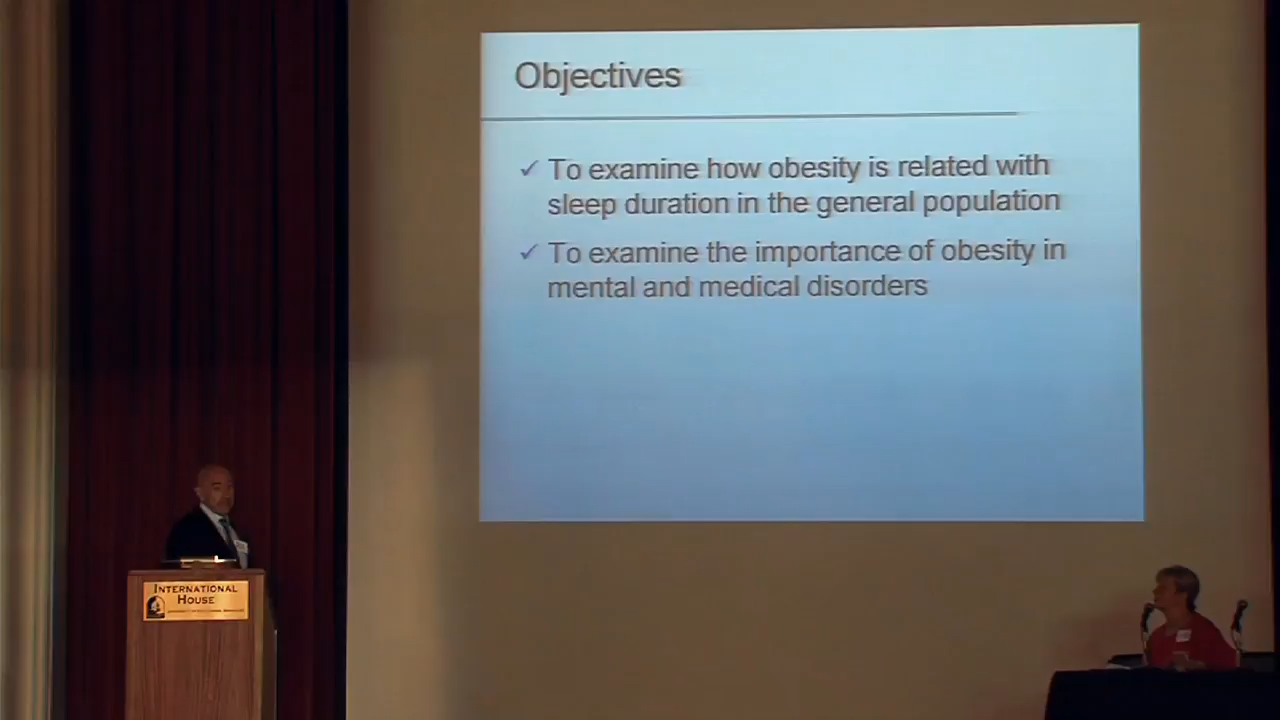 Objectives
✓ To examine how obesity is related with
sleep duration in the general population
✓ To examine the importance of obesity in
mental and medical disorders
INTERNATIONAL
HOUSE